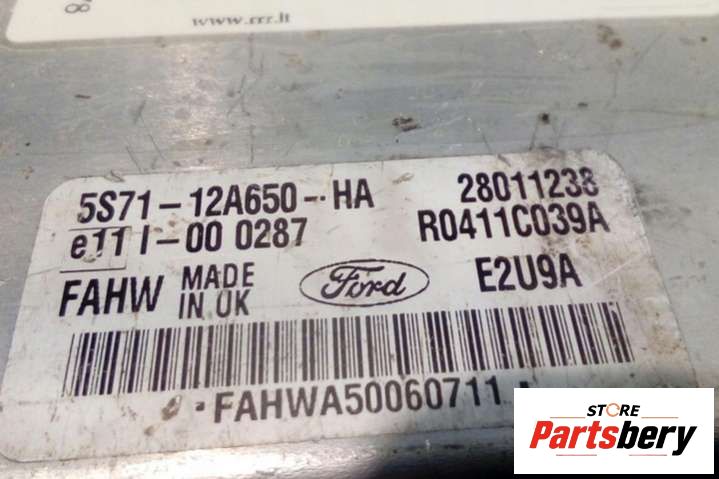 www.rrr.lt
5S71-12A650-HA 28011238
e11 I-00 0287 R0411C039A
FAHW MADE IN UK Ford E2U9A
FAHWA50060711
STORE
Partsbery